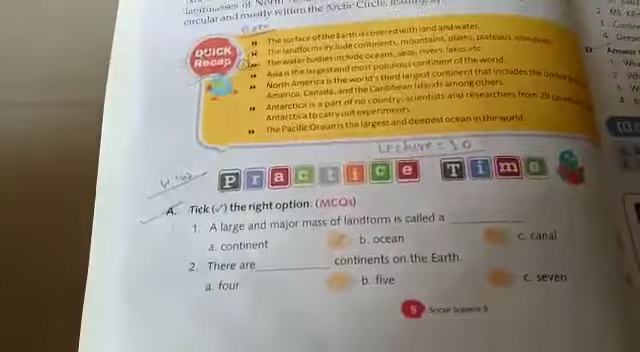 circular and mostly within the Arctic Circle,
QUICK Recap
The surface of the Earth is covered with land and water.
The landforms include continents, mountains, plains, plateaus,
The water bodies include oceans, seas, rivers, lakes etc.
Asia is the largest and most populous continent of the world.
North America is the world's third largest continent that includes the United
America, Canada, and the Caribbean Islands among others.
Antarctica is a part of no country, scientists and researchers from 29
Antarctica to carry out experiments.
The Pacific Ocean is the largest and deepest ocean in the world.
Lecture = 10
Practice Time
A. Tick (✓) the right option. (MCQs)
1. A large and major mass of landform is called a ________
a. continent b. ocean c. canal
2. There are ________ continents on the Earth.
a. four b. five c. seven
9 Social Science-5